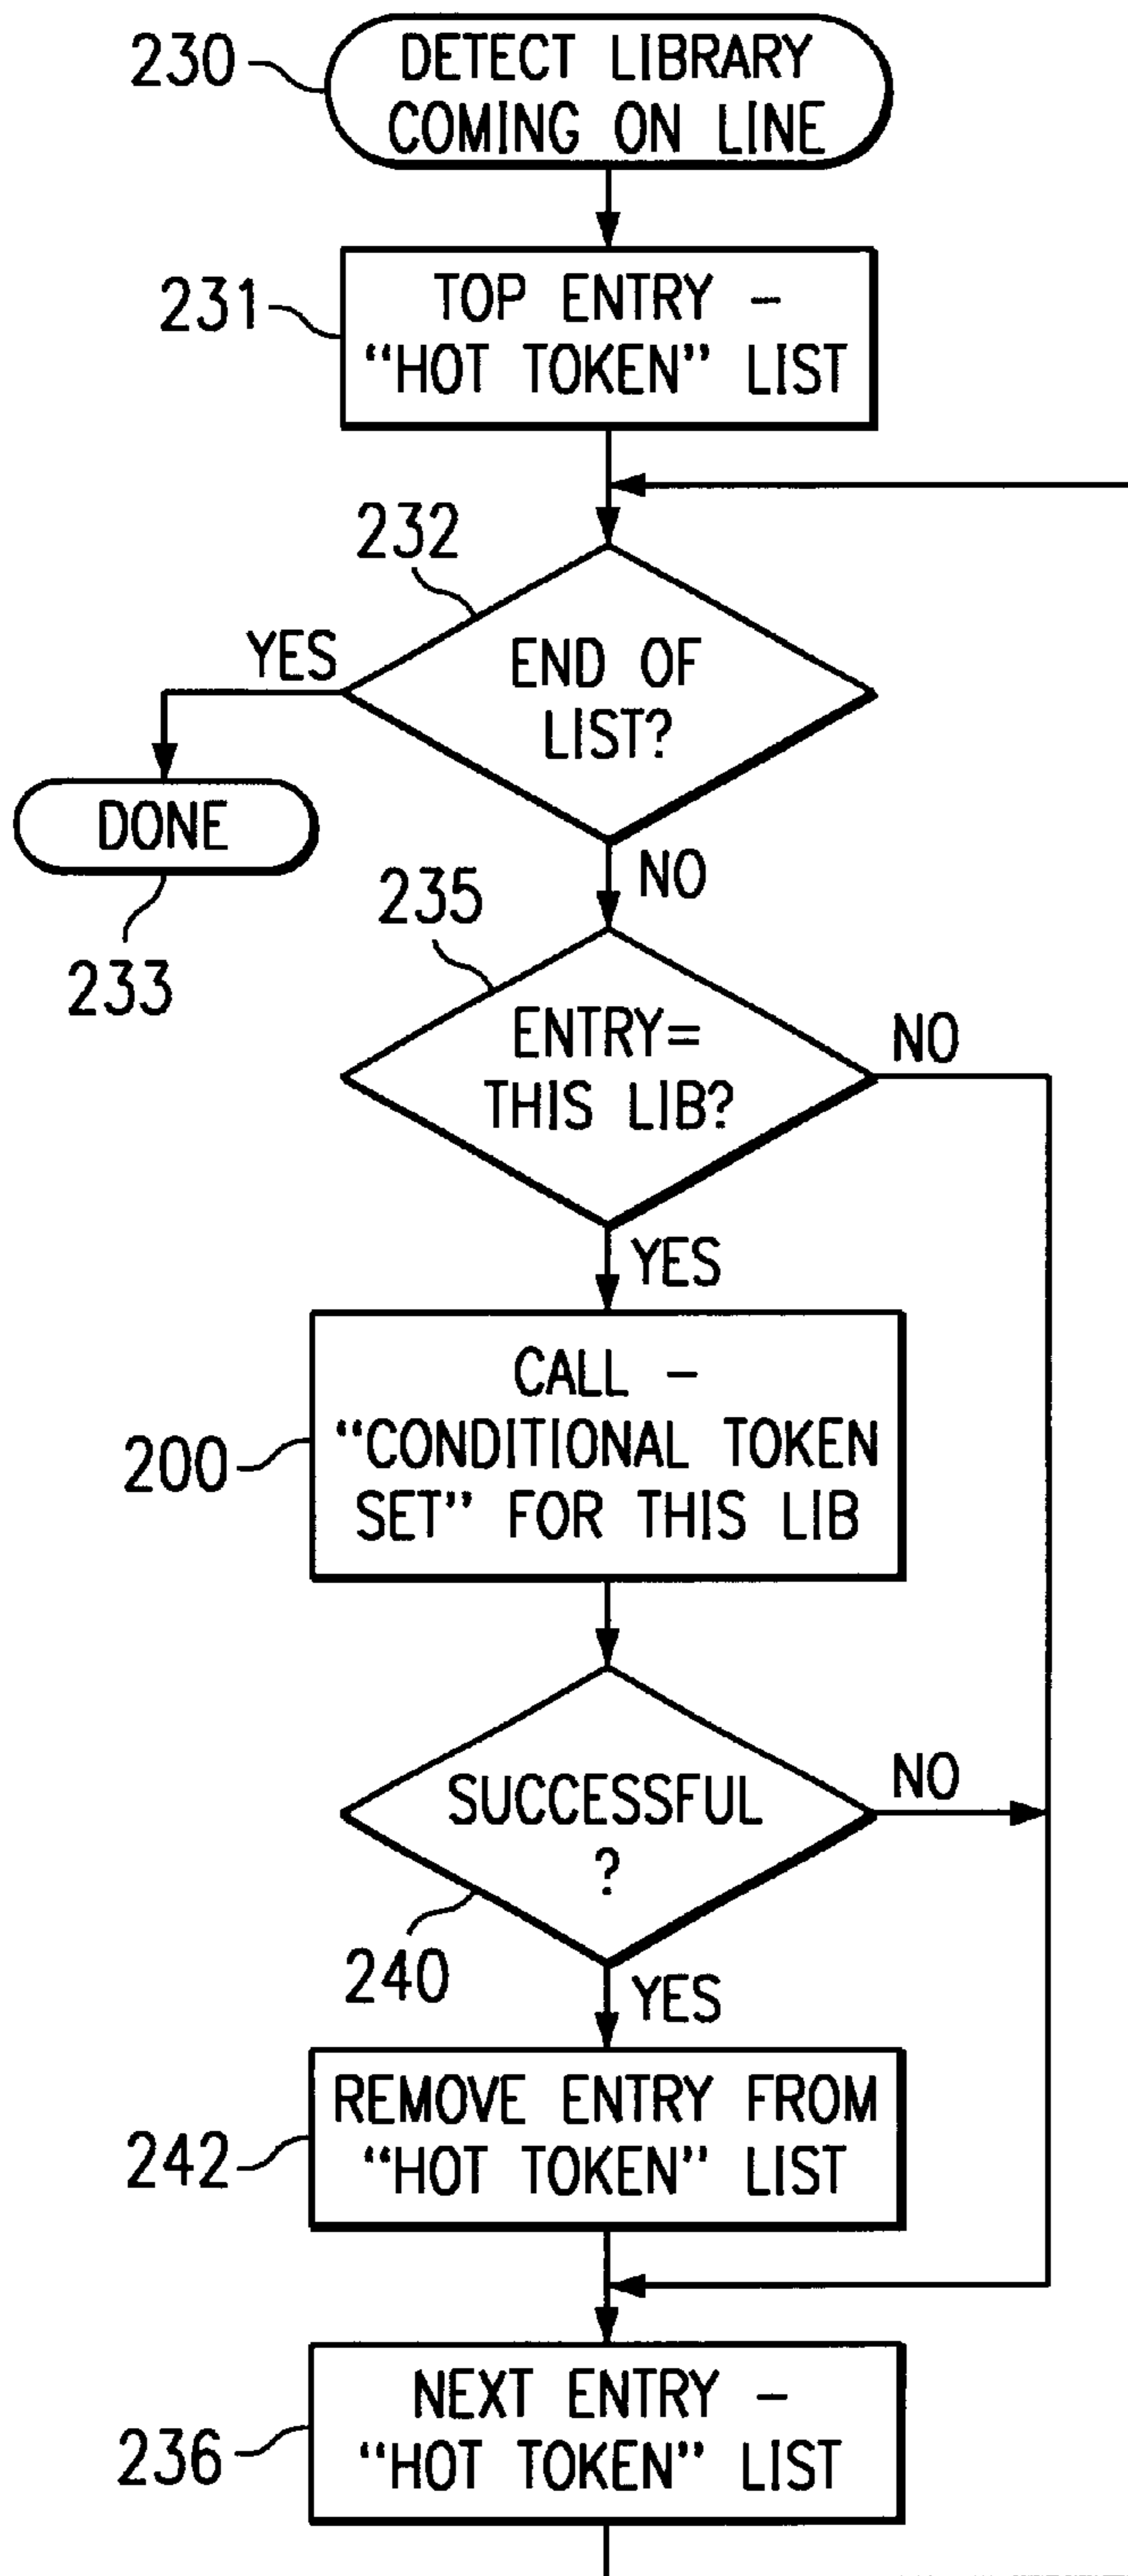 230
DETECT LIBRARY
COMING ON LINE
231
TOP ENTRY –
“HOT TOKEN” LIST
232
YES
END OF
LIST?
DONE
233
NO
235
ENTRY=
THIS LIB?
NO
YES
200
CALL –
“CONDITIONAL TOKEN
SET” FOR THIS LIB
SUCCESSFUL
?
NO
240
YES
242
REMOVE ENTRY FROM
“HOT TOKEN” LIST
236
NEXT ENTRY –
“HOT TOKEN” LIST